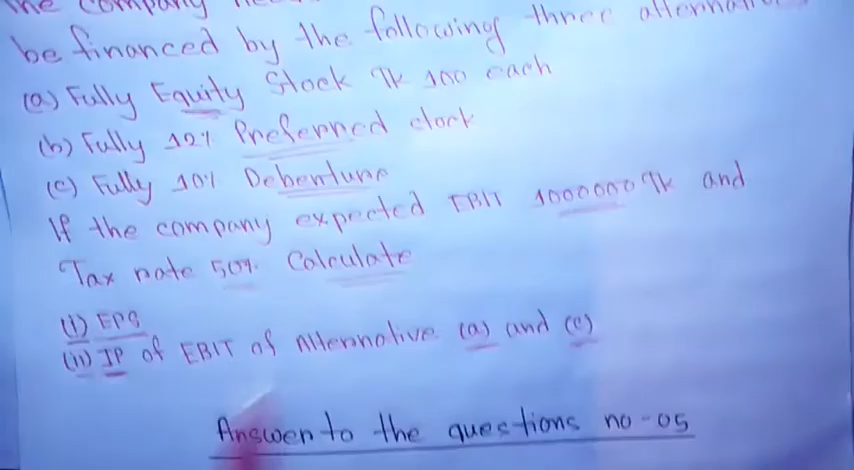 the company
be financed by the following three
(a) Fully Equity Stock Tk 100 each
(b) Fully 12% Preferred stock
(c) Fully 10% Debenture
If the company expected EBIT 1000000 Tk and
Tax rate 50% Calculate
(i) EPS
(ii) IP of EBIT of Alternative (a) and (c)
Answer to the questions no-05